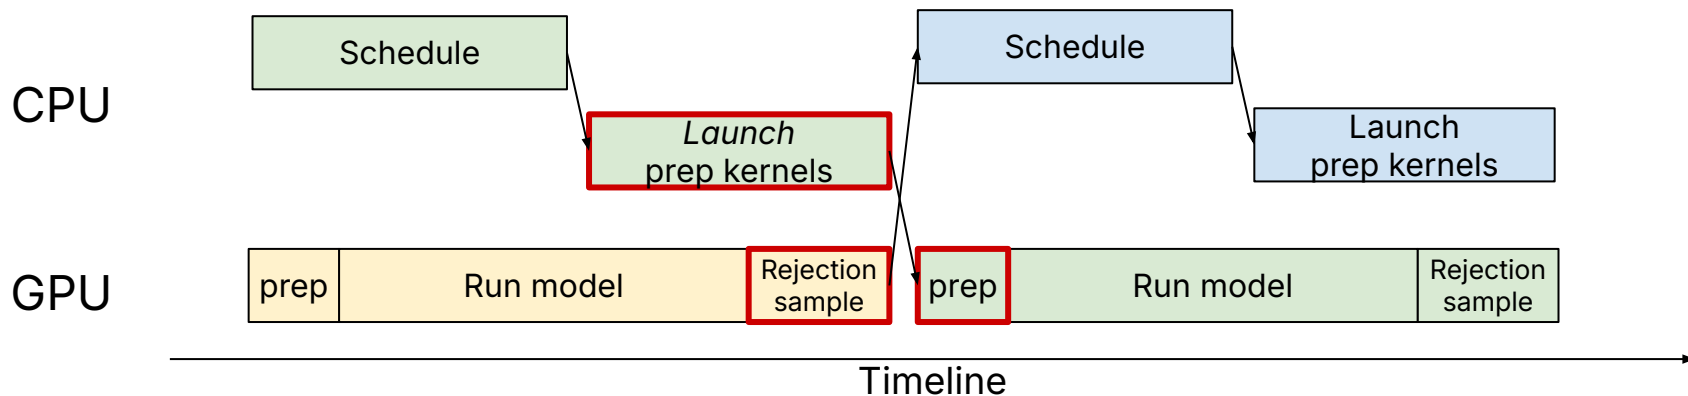 CPU
Schedule
Launch
prep kernels
Schedule
Launch
prep kernels
GPU
prep
Run model
Rejection
sample
prep
Run model
Rejection
sample
Timeline